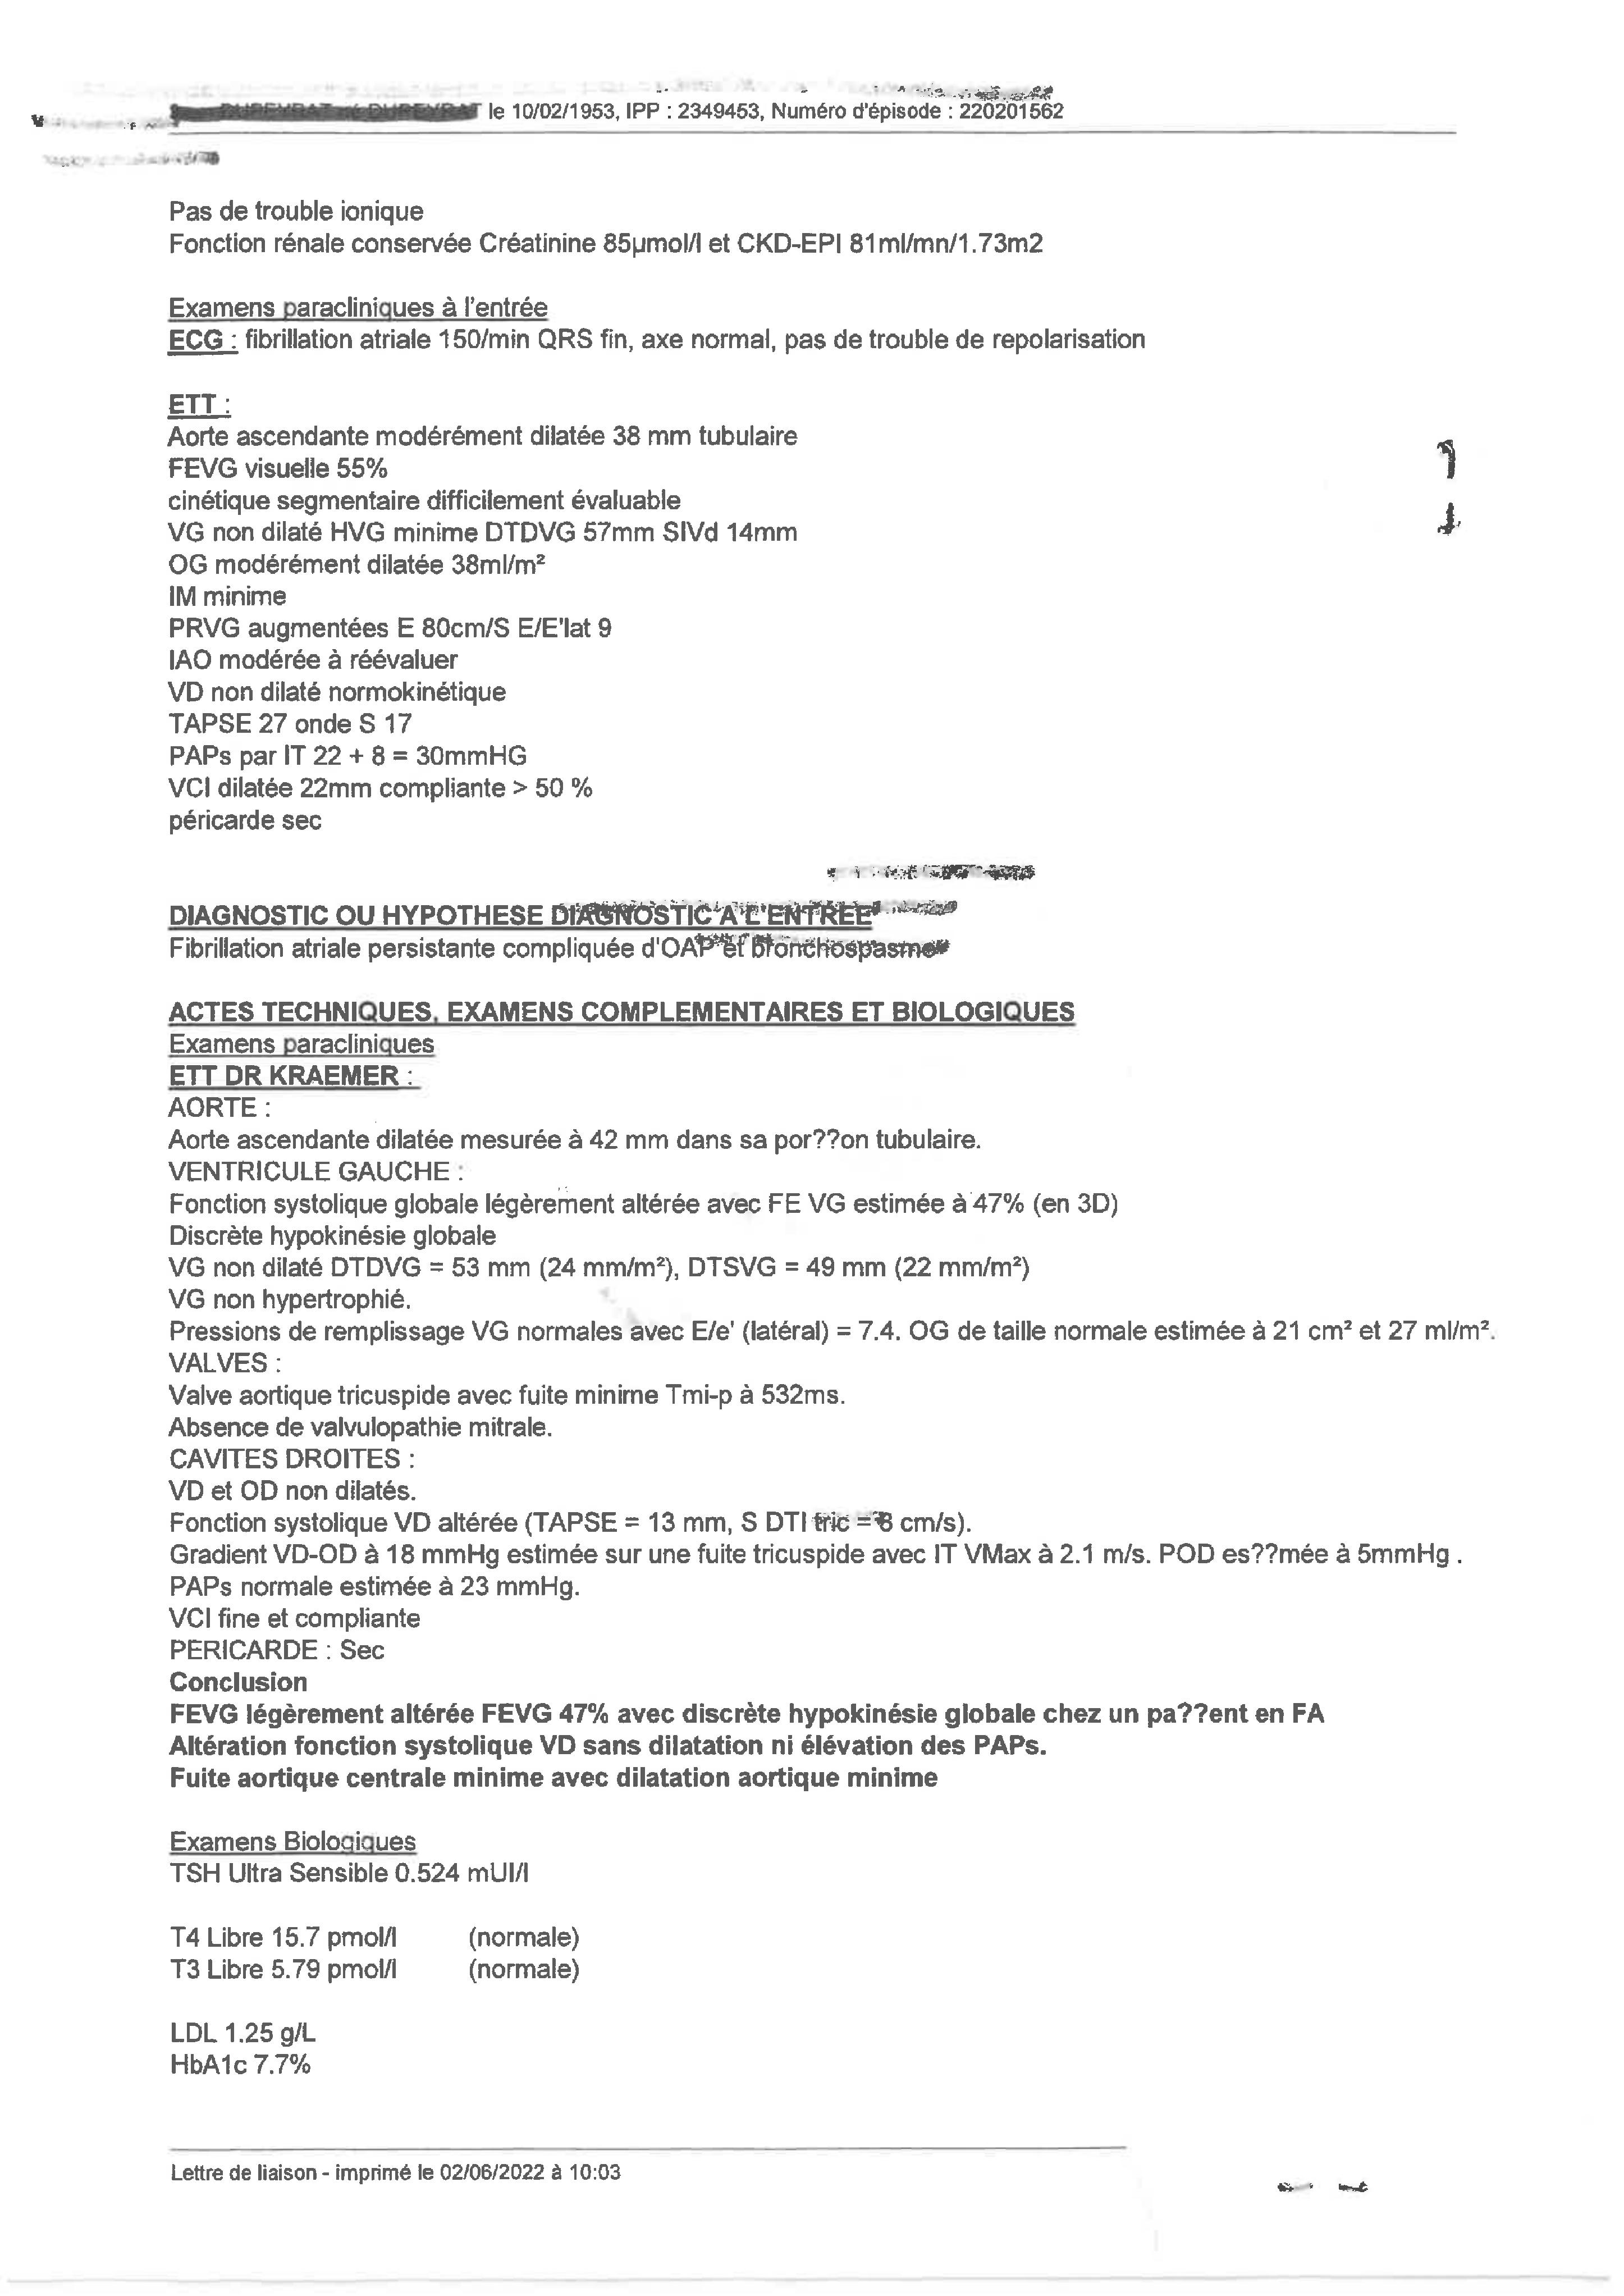 le 10/02/1953, IPP : 2349453, Numéro d'épisode : 220201562
Pas de trouble ionique
Fonction rénale conservée Créatinine 85µmol/l et CKD-EPI 81ml/mn/1.73m2
Examens paracliniques à l'entrée
ECG : fibrillation atriale 150/min QRS fin, axe normal, pas de trouble de repolarisation
ETT :
Aorte ascendante modérément dilatée 38 mm tubulaire
FEVG visuelle 55%
cinétique segmentaire difficilement évaluable
VG non dilaté HVG minime DTDVG 57mm SIVd 14mm
OG modérément dilatée 38ml/m²
IM minime
PRVG augmentées E 80cm/S E/E'lat 9
IAO modérée à réévaluer
VD non dilaté normokinétique
TAPSE 27 onde S 17
PAPs par IT 22 + 8 = 30mmHG
VCI dilatée 22mm compliante > 50 %
péricarde sec
DIAGNOSTIC OU HYPOTHESE DIAGNOSTIC A L'ENTREE
Fibrillation atriale persistante compliquée d'OAP et bronchospasme
ACTES TECHNIQUES, EXAMENS COMPLEMENTAIRES ET BIOLOGIQUES
Examens paracliniques
ETT DR KRAEMER :
AORTE :
Aorte ascendante dilatée mesurée à 42 mm dans sa por??on tubulaire.
VENTRICULE GAUCHE :
Fonction systolique globale légèrement altérée avec FE VG estimée à 47% (en 3D)
Discrète hypokinésie globale
VG non dilaté DTDVG = 53 mm (24 mm/m²), DTSVG = 49 mm (22 mm/m²)
VG non hypertrophié.
Pressions de remplissage VG normales avec E/e' (latéral) = 7.4. OG de taille normale estimée à 21 cm² et 27 ml/m².
VALVES :
Valve aortique tricuspide avec fuite minime Tmi-p à 532ms.
Absence de valvulopathie mitrale.
CAVITES DROITES :
VD et OD non dilatés.
Fonction systolique VD altérée (TAPSE = 13 mm, S DTI tric = 8 cm/s).
Gradient VD-OD à 18 mmHg estimée sur une fuite tricuspide avec IT VMax à 2.1 m/s. POD es??mée à 5mmHg .
PAPs normale estimée à 23 mmHg.
VCI fine et compliante
PERICARDE : Sec
Conclusion
FEVG légèrement altérée FEVG 47% avec discrète hypokinésie globale chez un pa??ent en FA
Altération fonction systolique VD sans dilatation ni élévation des PAPs.
Fuite aortique centrale minime avec dilatation aortique minime
Examens Biologiques
TSH Ultra Sensible 0.524 mUI/l
T4 Libre 15.7 pmol/l (normale)
T3 Libre 5.79 pmol/l (normale)
LDL 1.25 g/L
HbA1c 7.7%
Lettre de liaison - imprimé le 02/06/2022 à 10:03